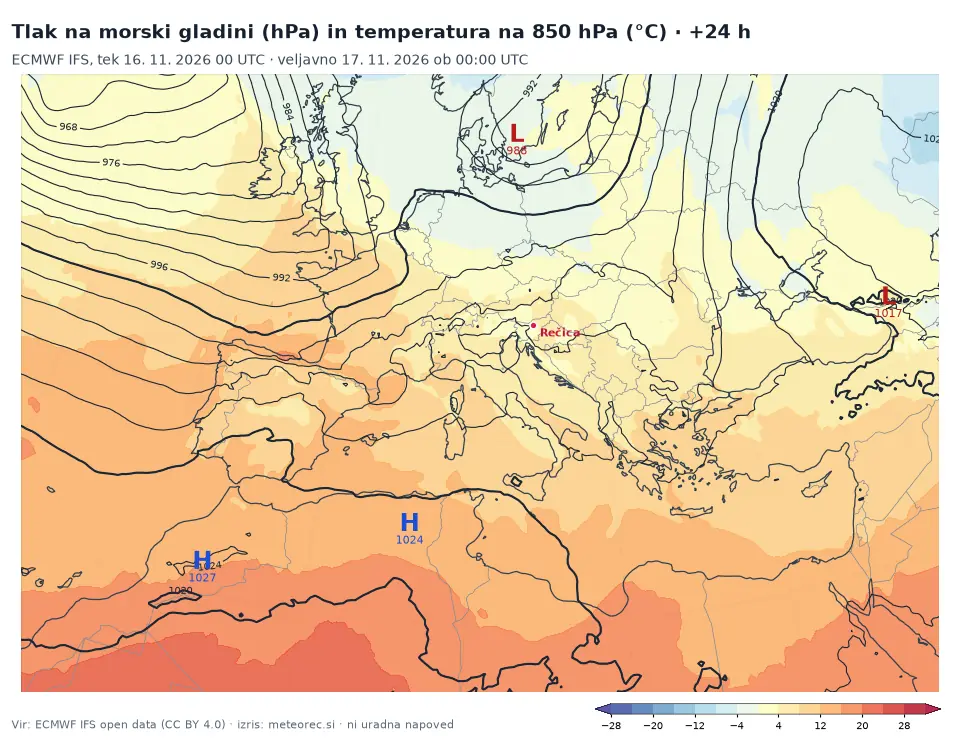 Tlak na morski gladini (hPa) in temperatura na 850 hPa (°C) · +24 h
ECMWF IFS, tek 16. 11. 2026 00 UTC · veljavno 17. 11. 2026 ob 00:00 UTC
992
984
1020
968
L
988
976
996
992
L
1017
Rečica
H
1024
H
1024
1027
1020
−28 −20 −12 −4 4 12 20 28
Vir: ECMWF IFS open data (CC BY 4.0) · izris: meteorec.si · ni uradna napoved